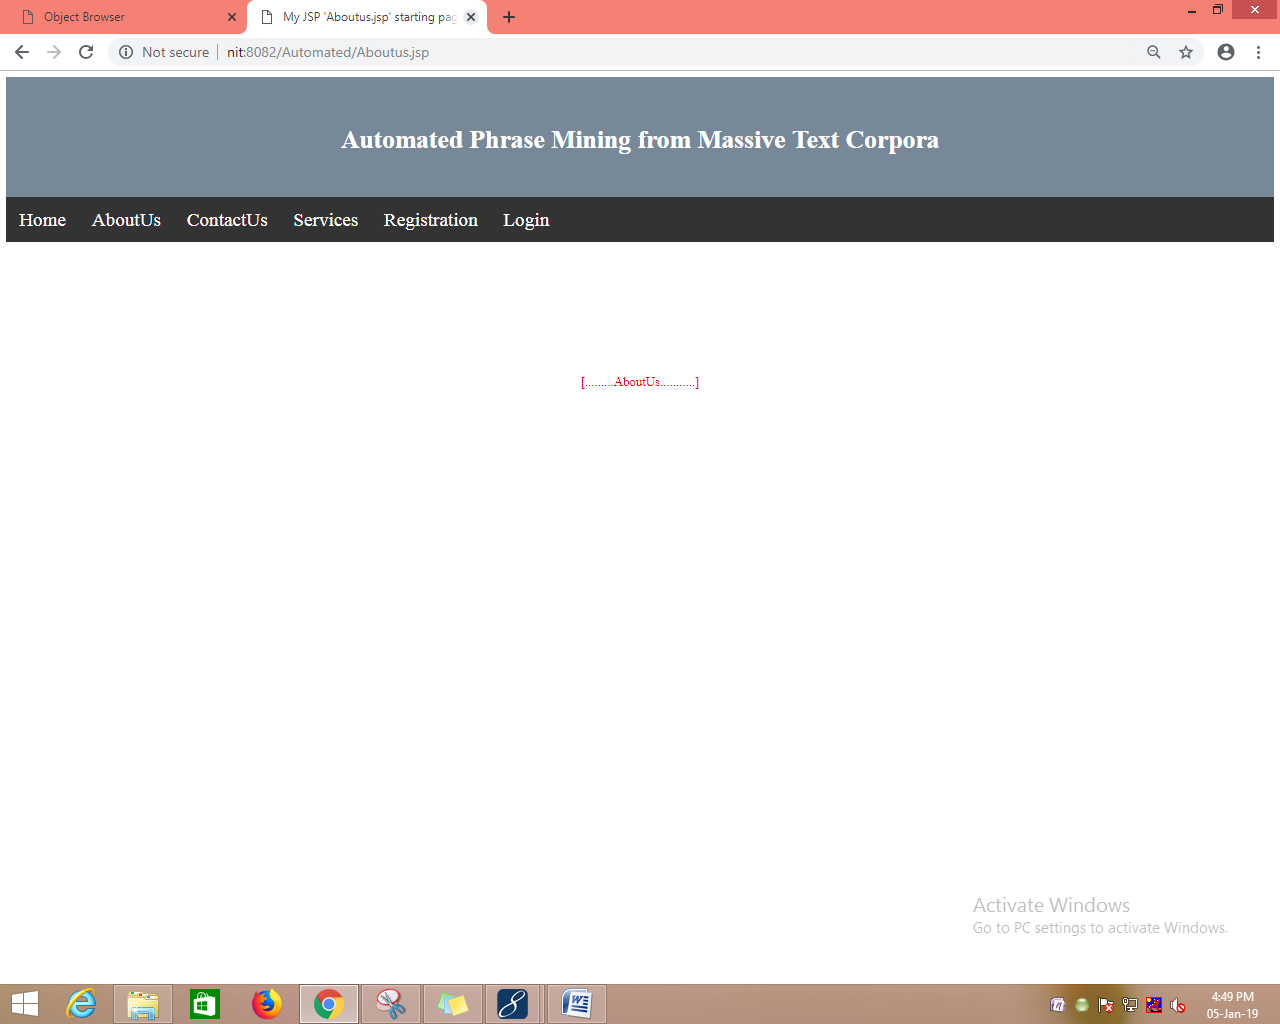 Object Browser
My JSP 'Aboutus.jsp' starting pag
Not secure
nit:8082/Automated/Aboutus.jsp
Automated Phrase Mining from Massive Text Corpora
Home AboutUs ContactUs Services Registration Login
[.........AboutUs...........]
Activate Windows
Go to PC settings to activate Windows.
4:49 PM
05-Jan-19